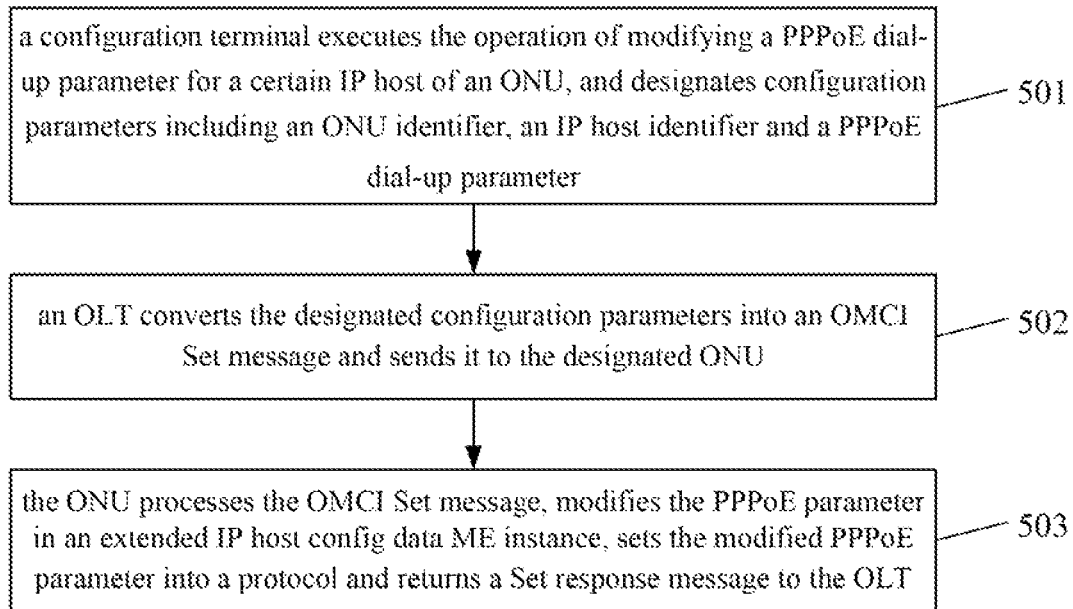 a configuration terminal executes the operation of modifying a PPPoE dial-
up parameter for a certain IP host of an ONU, and designates configuration
parameters including an ONU identifier, an IP host identifier and a PPPoE
dial-up parameter
501
an OLT converts the designated configuration parameters into an OMCI
Set message and sends it to the designated ONU
502
the ONU processes the OMCI Set message, modifies the PPPoE parameter
in an extended IP host config data ME instance, sets the modified PPPoE
parameter into a protocol and returns a Set response message to the OLT
503